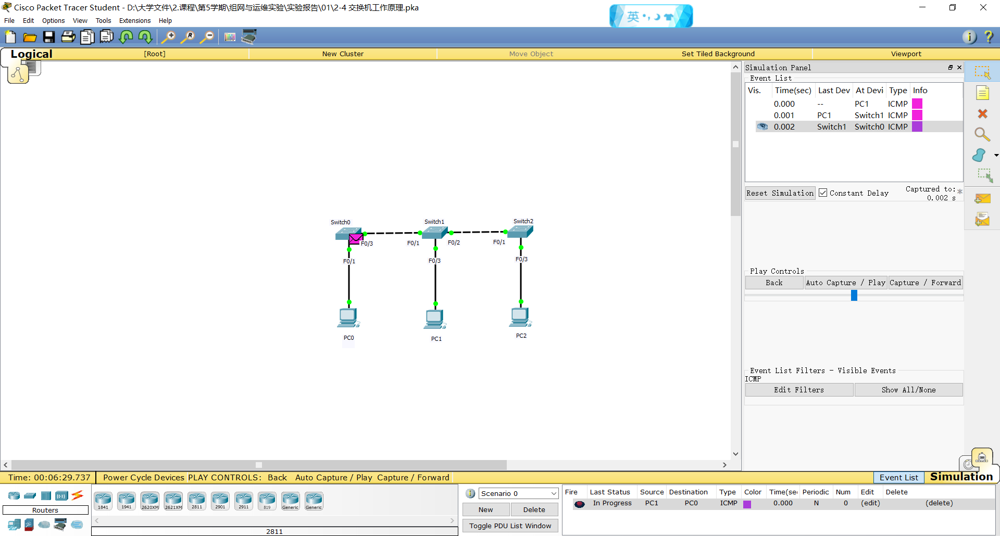 Cisco Packet Tracer Student - D:\大学文件\2.课程\第5学期\组网与运维实验\实验报告\01\2-4 交换机工作原理.pka
英
File Edit Options View Tools Extensions Help
Logical [Root] New Cluster Move Object Set Tiled Background Viewport
Simulation Panel
Event List
Vis. Time(sec) Last Dev At Devi Type Info
0.000 -- PC1 ICMP
0.001 PC1 Switch1 ICMP
0.002 Switch1 Switch0 ICMP
Reset Simulation Constant Delay Captured to: *
0.002 s
Switch0 Switch1 Switch2
F0/3 F0/1 F0/2 F0/1
F0/1 F0/3 F0/3
PC0 PC1 PC2
Play Controls
Back Auto Capture / Play Capture / Forward
Event List Filters - Visible Events
ICMP
Edit Filters Show All/None
Time: 00:06:29.737 Power Cycle Devices PLAY CONTROLS: Back Auto Capture / Play Capture / Forward Event List Simulation
Routers
1841 1941 2620XM 2621XM 2811 2901 2911 819 Generic Generic
2811
Scenario 0
New Delete
Toggle PDU List Window
Fire Last Status Source Destination Type Color Time(sec Periodic Num Edit Delete
In Progress PC1 PC0 ICMP 0.000 N 0 (edit) (delete)